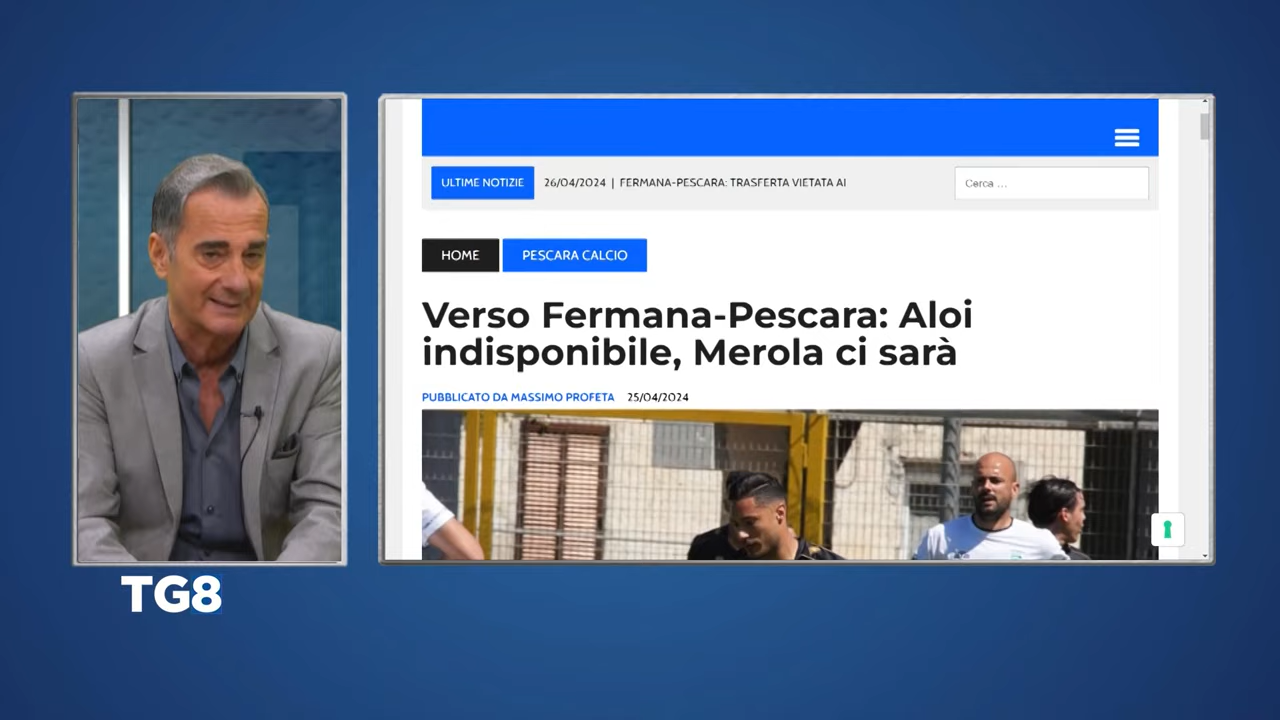 ULTIME NOTIZIE
26/04/2024 | FERMANA-PESCARA: TRASFERTA VIETATA AI
Cerca ...
HOME
PESCARA CALCIO
Verso Fermana-Pescara: Aloi
indisponibile, Merola ci sarà
PUBBLICATO DA MASSIMO PROFETA 25/04/2024
TG8